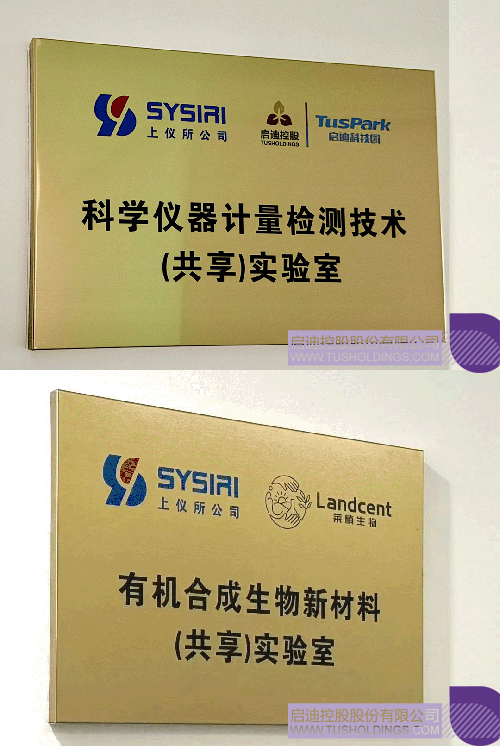 SYSIRI
上仪所公司
启迪控股
TUSHOLDINGS
TusPark
启迪科技园
科学仪器计量检测技术
(共享)实验室
启迪控股股份有限公司
WWW.TUSHOLDINGS.COM
SYSIRI
上仪所公司
Landcent
莱顿生物
有机合成生物新材料
(共享)实验室
启迪控股股份有限公司
WWW.TUSHOLDINGS.COM